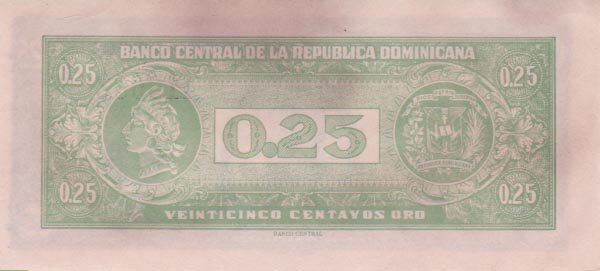 BANCO CENTRAL DE LA REPUBLICA DOMINICANA
0.25 0.25
0.25
0.25 0.25
VEINTICINCO CENTAVOS ORO
BANCO CENTRAL